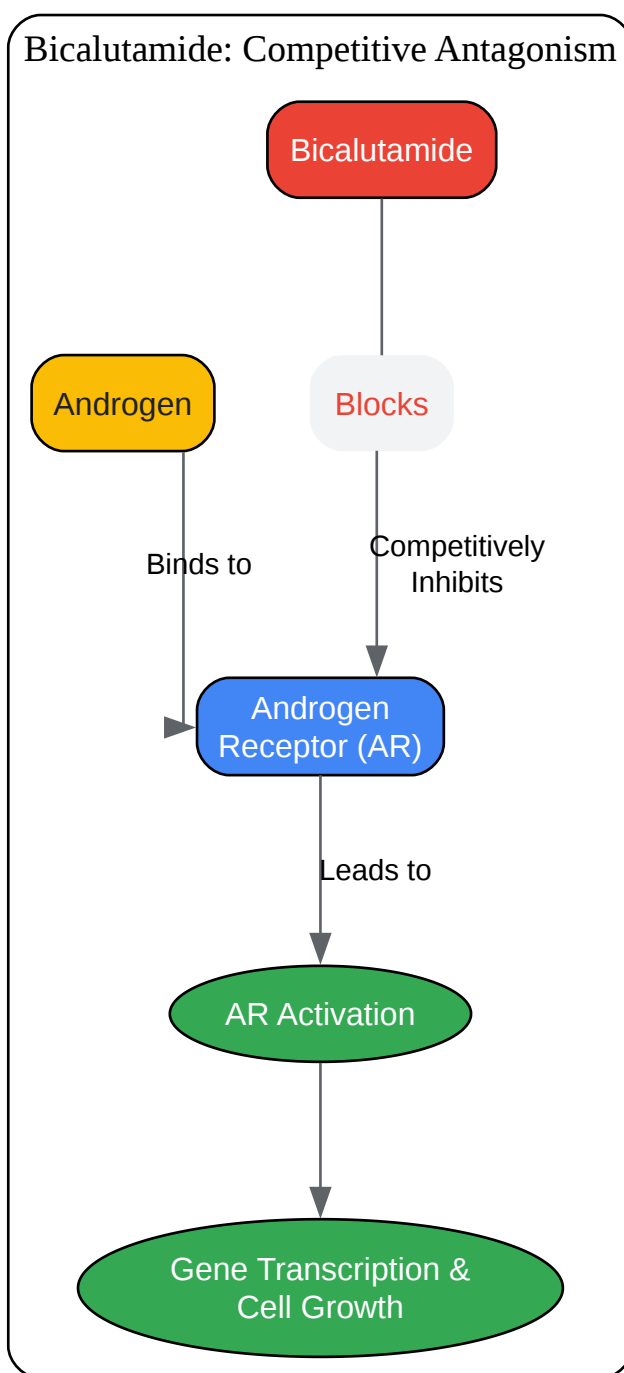 Bicalutamide: Competitive Antagonism
Bicalutamide
Androgen
Blocks
Binds to
Competitively
Inhibits
Androgen
Receptor (AR)
Leads to
AR Activation
Gene Transcription &
Cell Growth